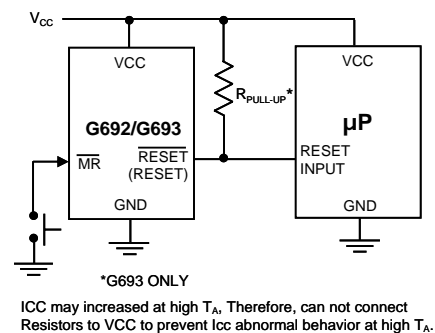 VCC
VCC
VCC
RPULL-UP*
G692/G693
µP
MR
RESET
(RESET)
RESET
INPUT
GND
GND
*G693 ONLY
ICC may increased at high TA, Therefore, can not connect
Resistors to VCC to prevent Icc abnormal behavior at high TA.